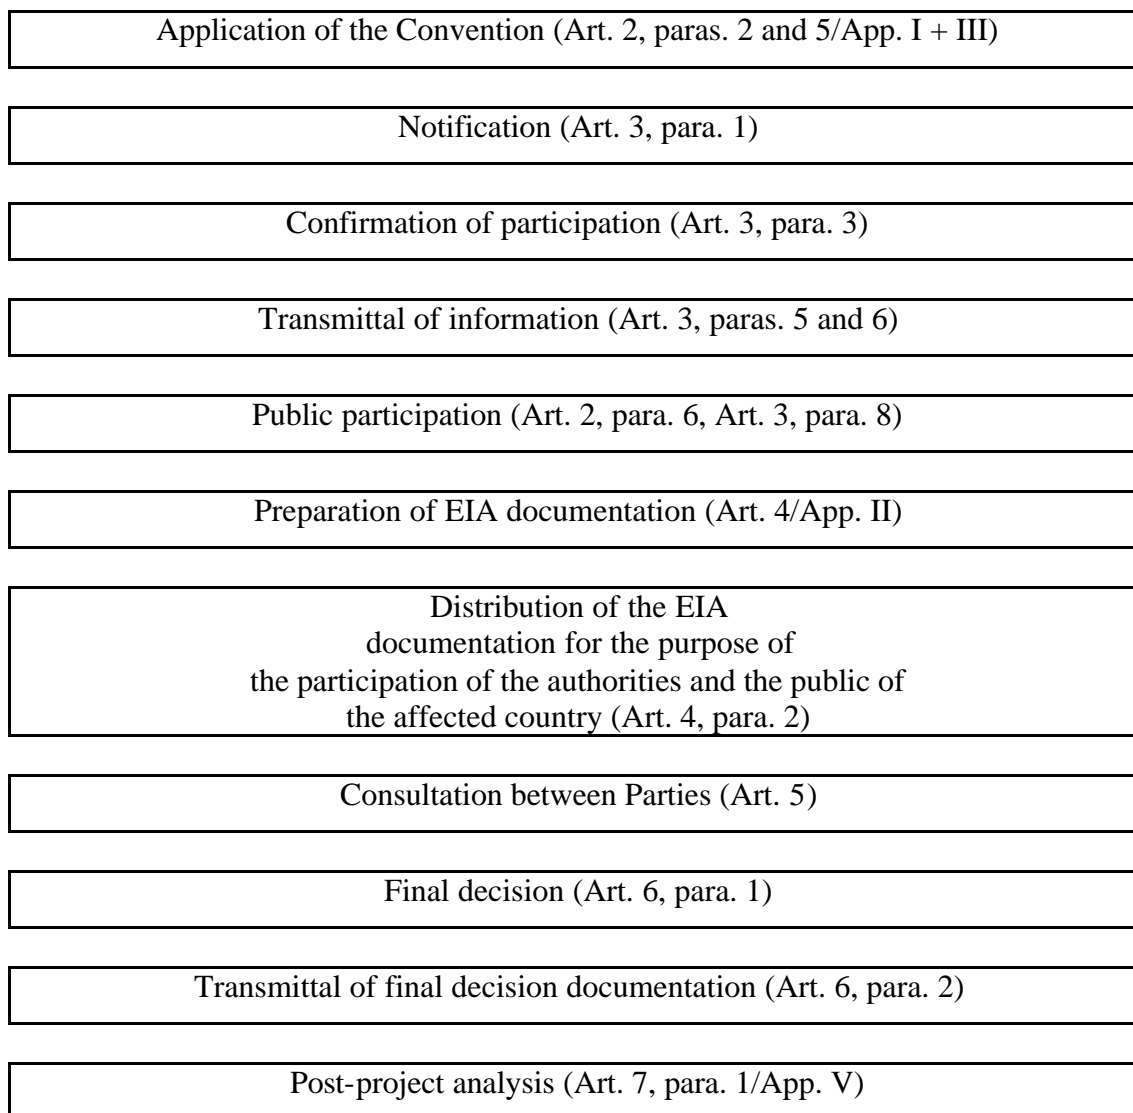 Application of the Convention (Art. 2, paras. 2 and 5/App. I + III)
Notification (Art. 3, para. 1)
Confirmation of participation (Art. 3, para. 3)
Transmittal of information (Art. 3, paras. 5 and 6)
Public participation (Art. 2, para. 6, Art. 3, para. 8)
Preparation of EIA documentation (Art. 4/App. II)
Distribution of the EIA
documentation for the purpose of
the participation of the authorities and the public of
the affected country (Art. 4, para. 2)
Consultation between Parties (Art. 5)
Final decision (Art. 6, para. 1)
Transmittal of final decision documentation (Art. 6, para. 2)
Post-project analysis (Art. 7, para. 1/App. V)